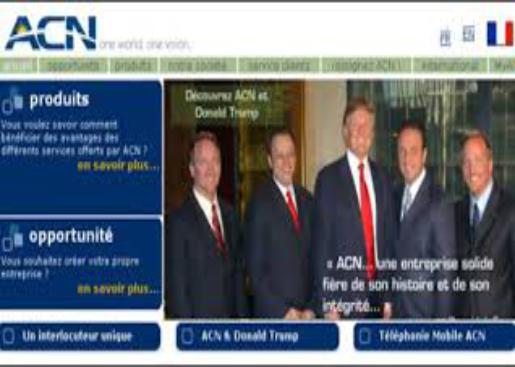 ACN
one world. one vision.
accueil opportunité produits notre société service clients rejoignez ACN ! international MyACN
produits
Vous voulez savoir comment
bénéficier des avantages des
différents services offerts par ACN ?
en savoir plus...
Découvrez ACN et
Donald Trump
opportunité
Vous souhaitez créer votre propre
entreprise ?
en savoir plus...
« ACN... une entreprise solide
fière de son histoire et de son
intégrité... »
Un interlocuteur unique
ACN & Donald Trump
Téléphonie Mobile ACN